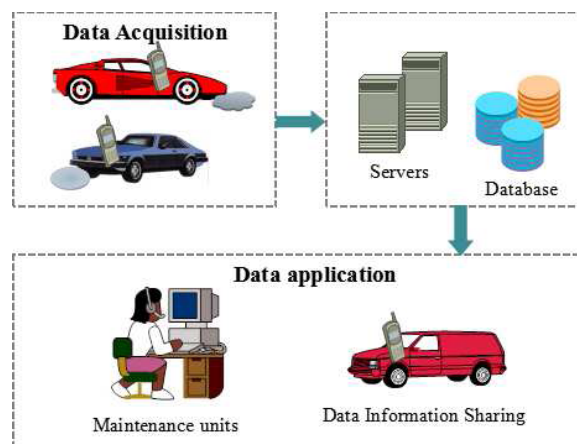 Data Acquisition
Servers
Database
Data application
Maintenance units
Data Information Sharing